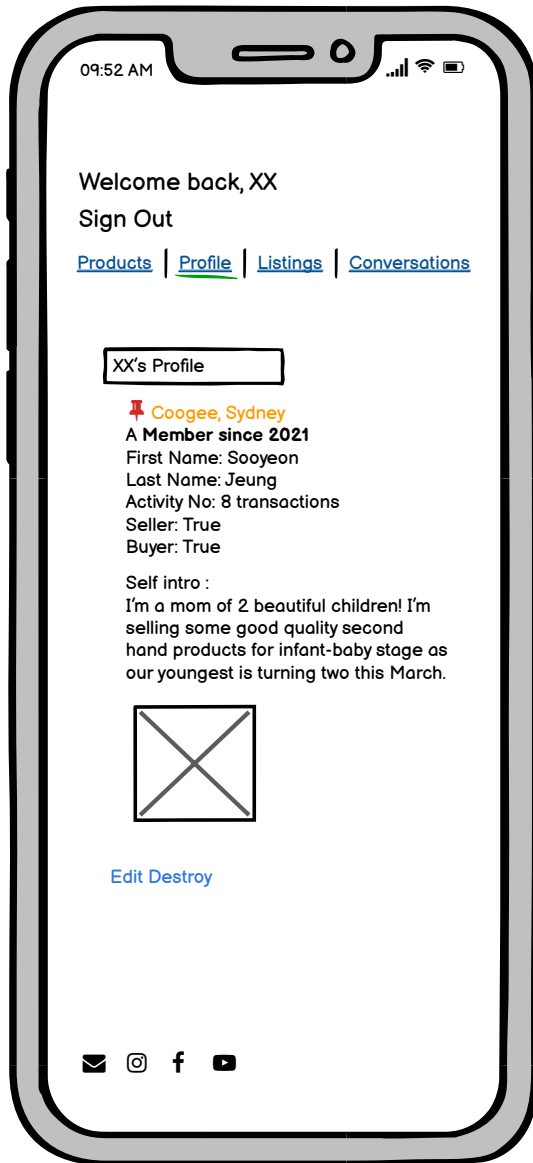 09:52 AM
Welcome back, XX
Sign Out
Products | Profile | Listings | Conversations
XX's Profile
Coogee, Sydney
A Member since 2021
First Name: Sooyeon
Last Name: Jeung
Activity No: 8 transactions
Seller: True
Buyer: True
Self intro :
I'm a mom of 2 beautiful children! I'm
selling some good quality second
hand products for infant-baby stage as
our youngest is turning two this March.
Edit Destroy